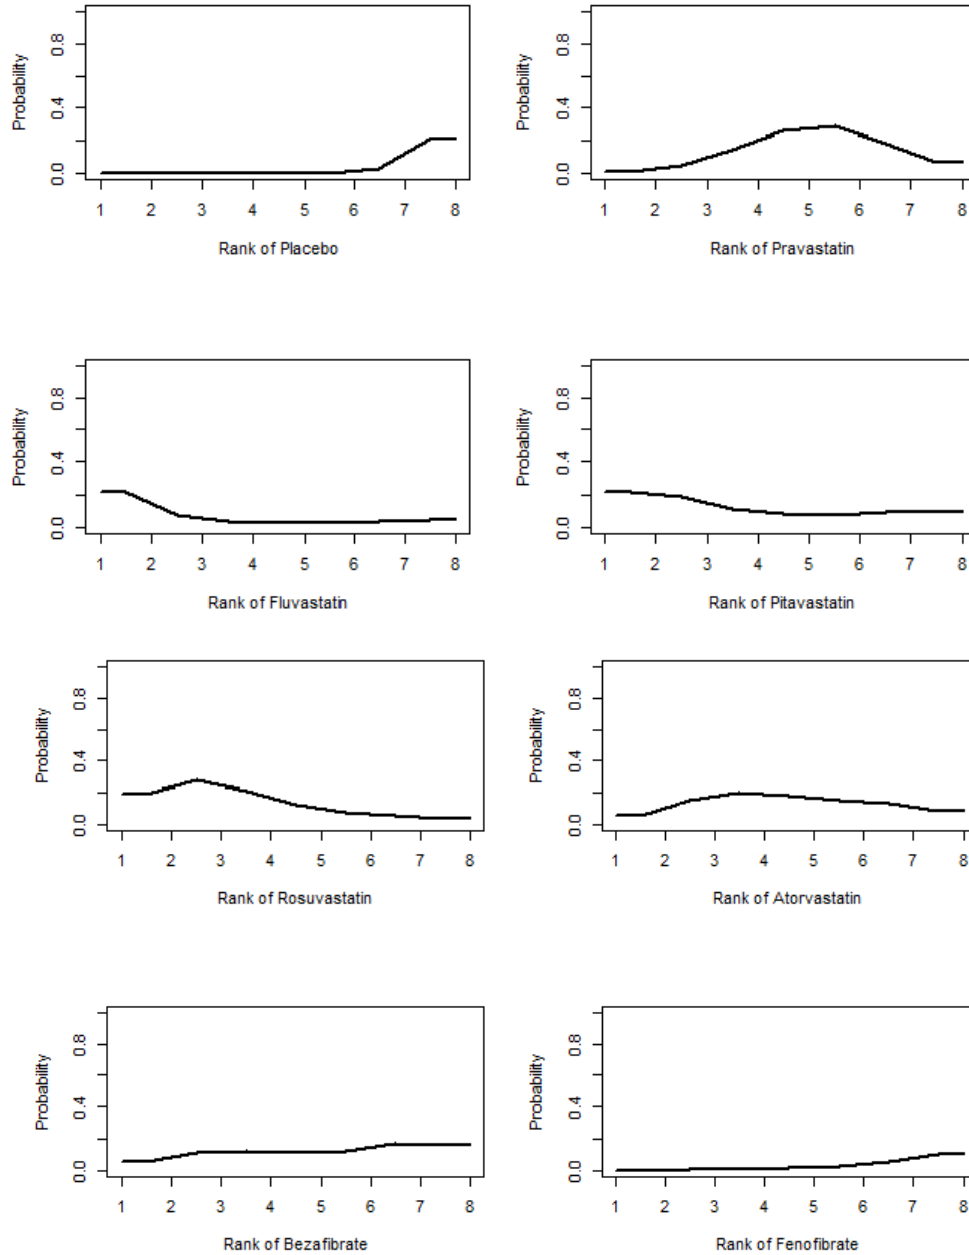 Probability
0.8
0.4
0.0
1 2 3 4 5 6 7 8
Rank of Placebo
Probability
0.8
0.4
0.0
1 2 3 4 5 6 7 8
Rank of Pravastatin
Probability
0.8
0.4
0.0
1 2 3 4 5 6 7 8
Rank of Fluvastatin
Probability
0.8
0.4
0.0
1 2 3 4 5 6 7 8
Rank of Pitavastatin
Probability
0.8
0.4
0.0
1 2 3 4 5 6 7 8
Rank of Rosuvastatin
Probability
0.8
0.4
0.0
1 2 3 4 5 6 7 8
Rank of Atorvastatin
Probability
0.8
0.4
0.0
1 2 3 4 5 6 7 8
Rank of Bezafibrate
Probability
0.8
0.4
0.0
1 2 3 4 5 6 7 8
Rank of Fenofibrate